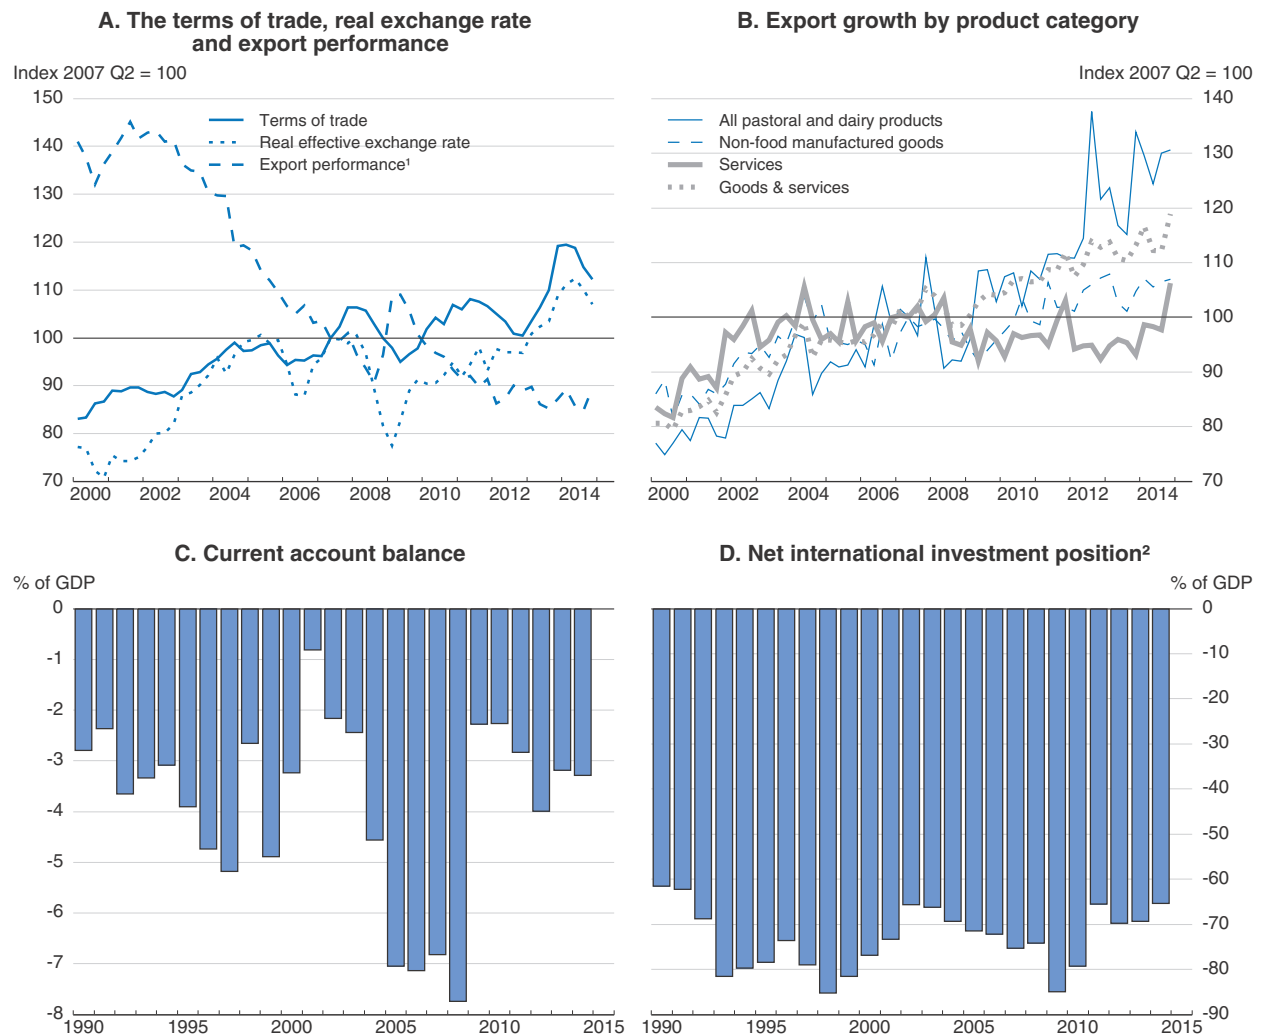 A. The terms of trade, real exchange rate
and export performance
Index 2007 Q2 = 100
150
140
130
120
110
100
90
80
70
Terms of trade
Real effective exchange rate
Export performance¹
2000 2002 2004 2006 2008 2010 2012 2014
B. Export growth by product category
Index 2007 Q2 = 100
140
130
120
110
100
90
80
70
All pastoral and dairy products
Non-food manufactured goods
Services
Goods & services
2000 2002 2004 2006 2008 2010 2012 2014
C. Current account balance
% of GDP
0
-1
-2
-3
-4
-5
-6
-7
-8
1990 1995 2000 2005 2010 2015
D. Net international investment position²
% of GDP
0
-10
-20
-30
-40
-50
-60
-70
-80
-90
1990 1995 2000 2005 2010 2015